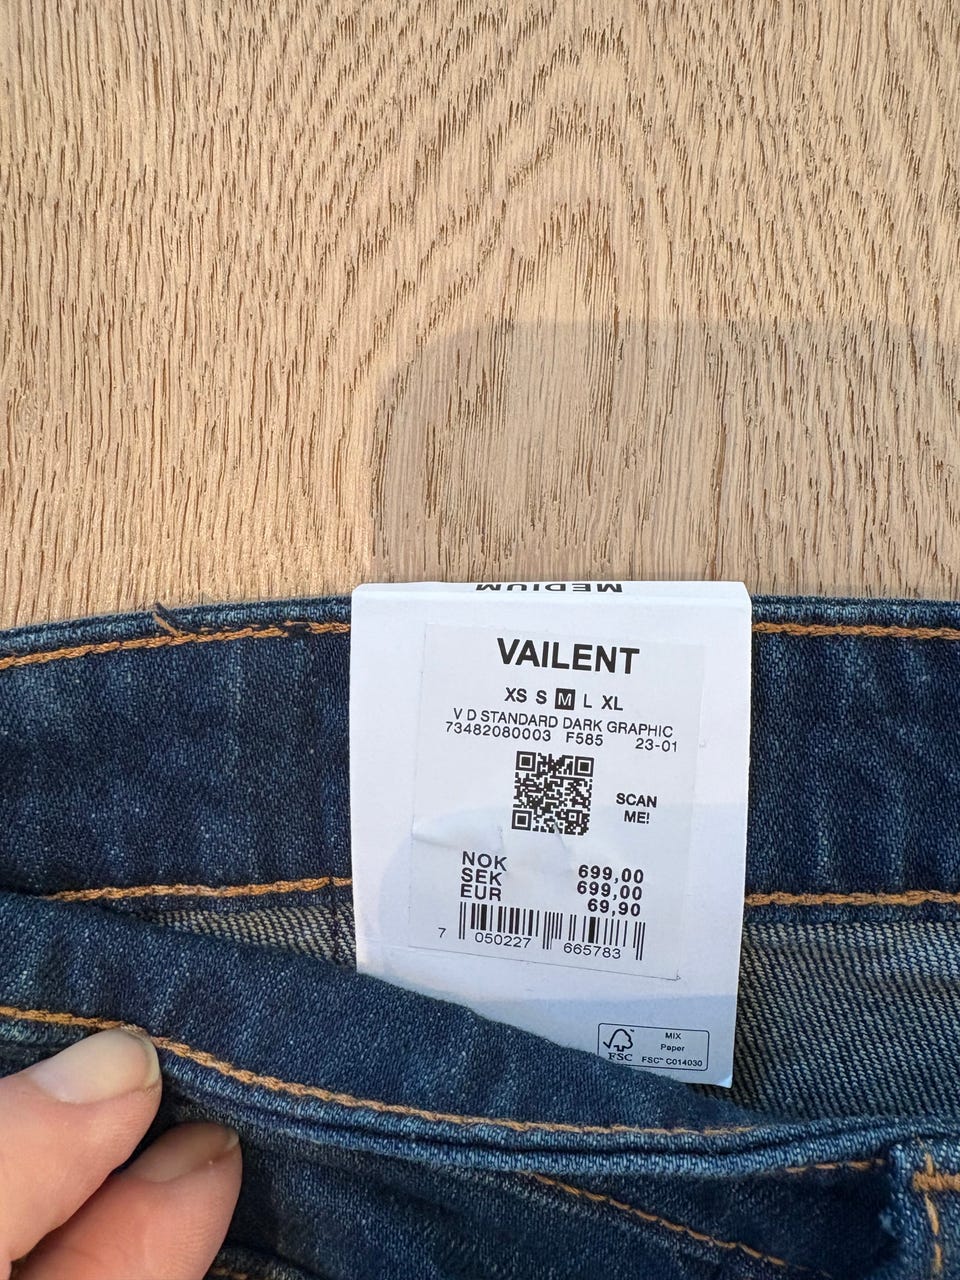 MEDIUM
VAILENT
XS S M L XL
V D STANDARD DARK GRAPHIC
73482080003 F585 23-01
SCAN
ME!
NOK 699,00
SEK 699,00
EUR 69,90
7 050227 665783
MIX
Paper
FSC FSC™ C014030